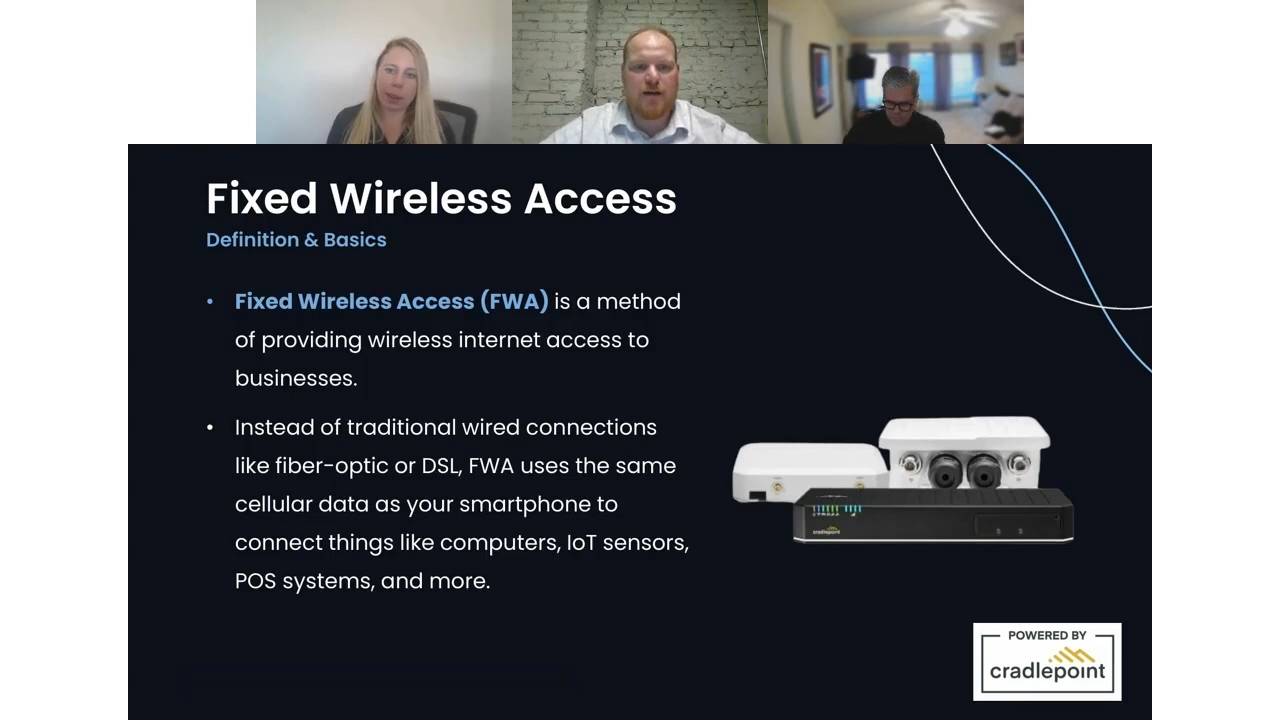 Fixed Wireless Access
Definition & Basics
• Fixed Wireless Access (FWA) is a method
of providing wireless internet access to
businesses.
• Instead of traditional wired connections
like fiber-optic or DSL, FWA uses the same
cellular data as your smartphone to
connect things like computers, IoT sensors,
POS systems, and more.
cradlepoint
POWERED BY
cradlepoint